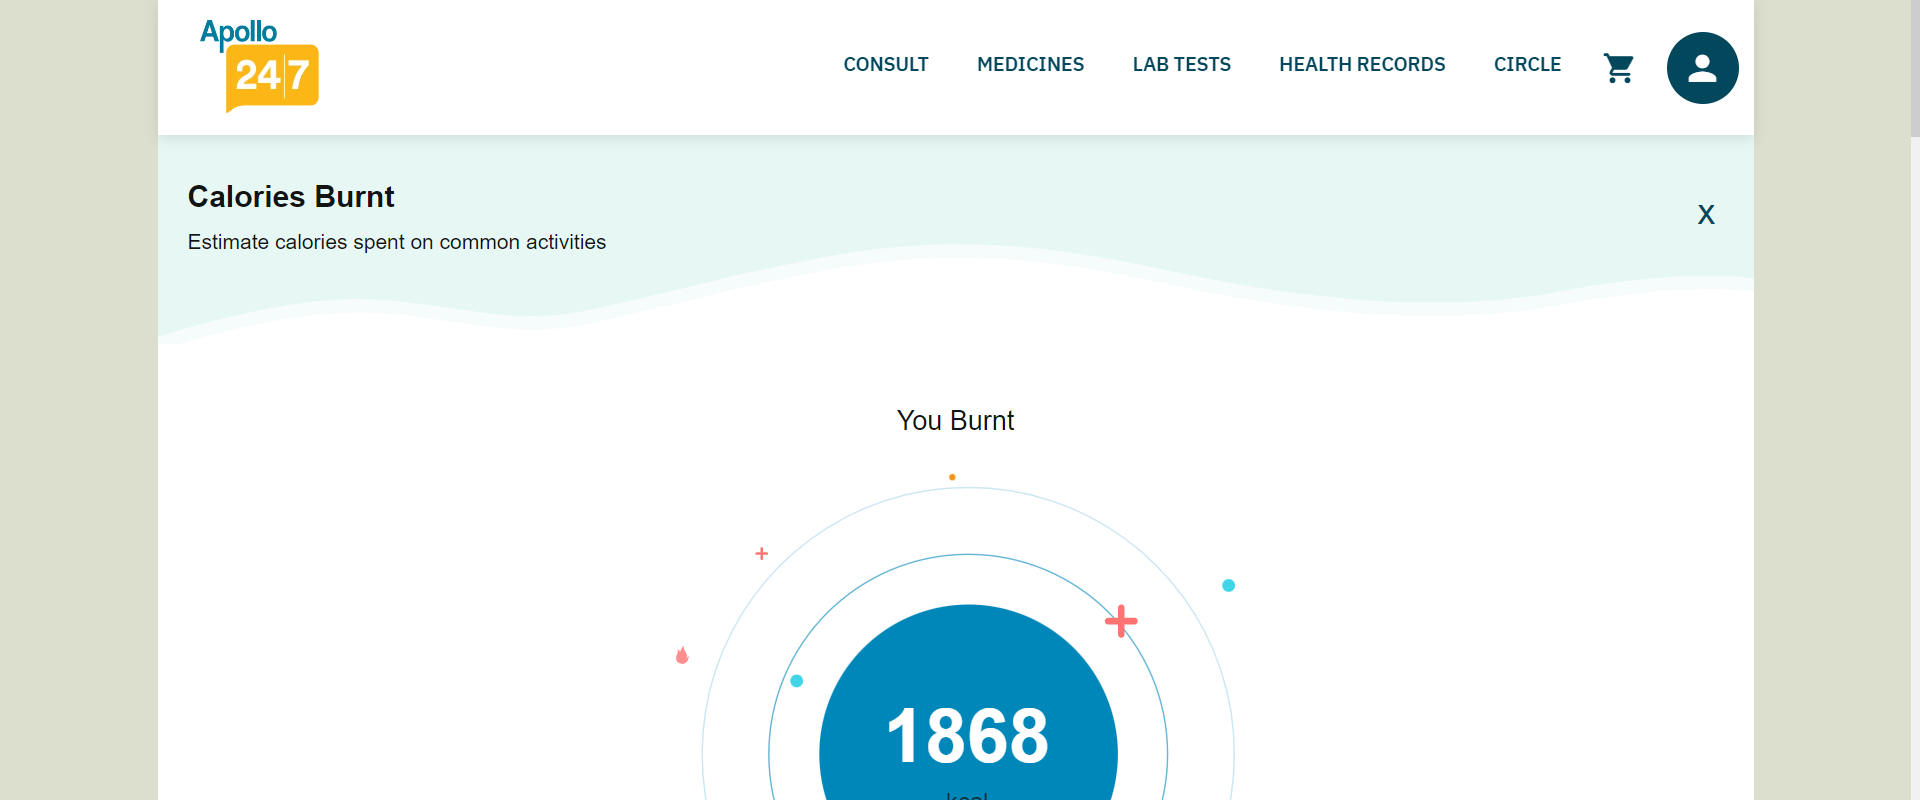 Apollo
24|7
CONSULT MEDICINES LAB TESTS HEALTH RECORDS CIRCLE
Calories Burnt
X
Estimate calories spent on common activities
You Burnt
1868
kcal